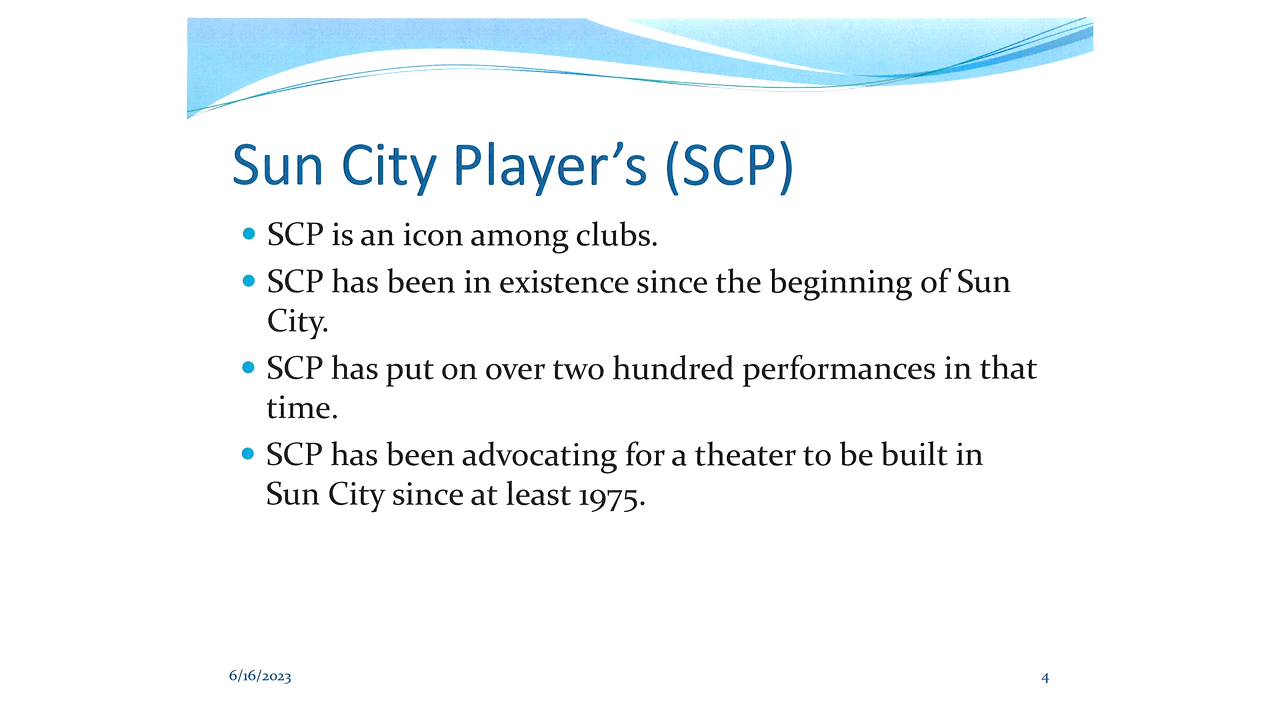 Sun City Player’s (SCP)
• SCP is an icon among clubs.
• SCP has been in existence since the beginning of Sun
City.
• SCP has put on over two hundred performances in that
time.
• SCP has been advocating for a theater to be built in
Sun City since at least 1975.
6/16/2023
4